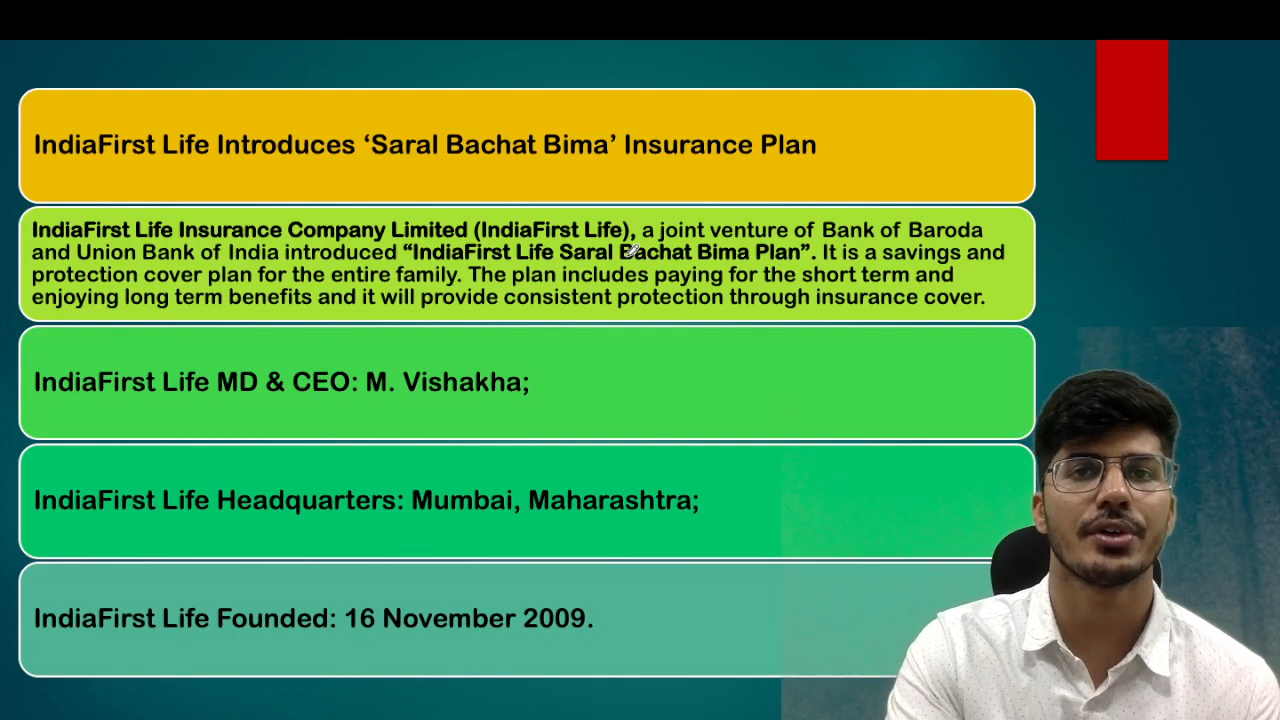 IndiaFirst Life Introduces ‘Saral Bachat Bima’ Insurance Plan
IndiaFirst Life Insurance Company Limited (IndiaFirst Life), a joint venture of Bank of Baroda
and Union Bank of India introduced “IndiaFirst Life Saral Bachat Bima Plan”. It is a savings and
protection cover plan for the entire family. The plan includes paying for the short term and
enjoying long term benefits and it will provide consistent protection through insurance cover.
IndiaFirst Life MD & CEO: M. Vishakha;
IndiaFirst Life Headquarters: Mumbai, Maharashtra;
IndiaFirst Life Founded: 16 November 2009.